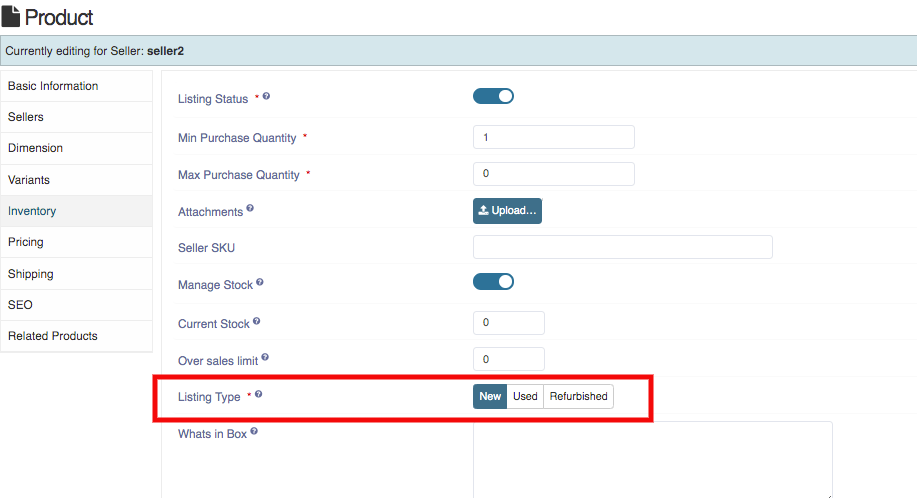 Product
Currently editing for Seller: seller2
Basic Information
Sellers
Dimension
Variants
Inventory
Pricing
Shipping
SEO
Related Products
Listing Status * ?
Min Purchase Quantity * 1
Max Purchase Quantity * 0
Attachments ? Upload...
Seller SKU
Manage Stock ?
Current Stock ? 0
Over sales limit ? 0
Listing Type * ? New Used Refurbished
Whats in Box ?